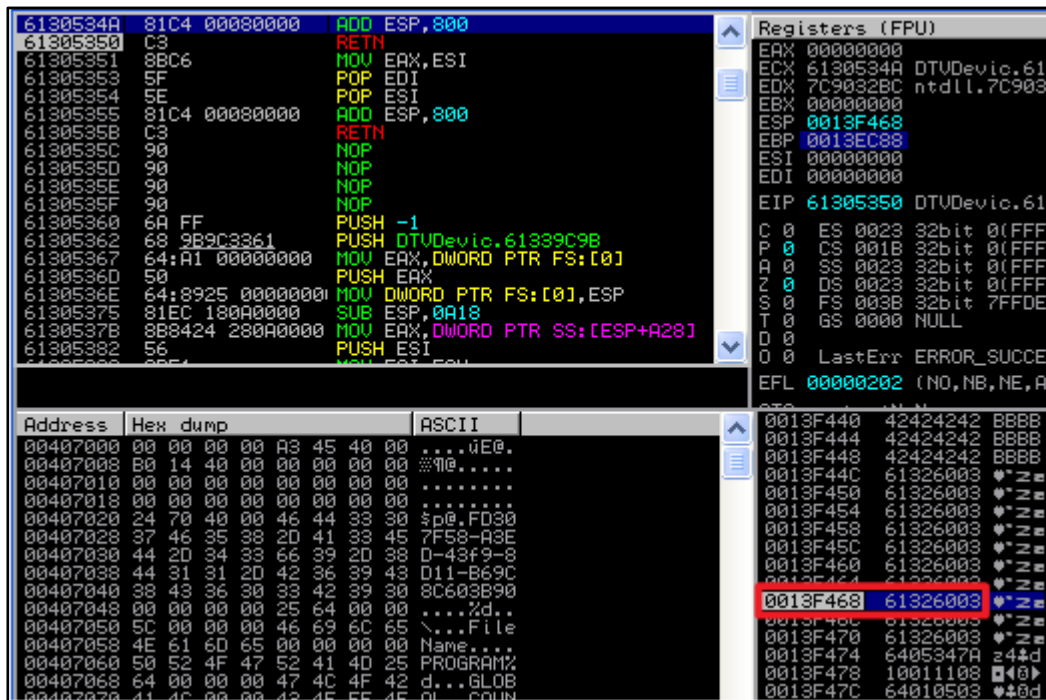 6130534A 81C4 00080000 ADD ESP,800
61305350 C3 RETN
61305351 8BC6 MOV EAX,ESI
61305353 5F POP EDI
61305354 5E POP ESI
61305355 81C4 00080000 ADD ESP,800
6130535B C3 RETN
6130535C 90 NOP
6130535D 90 NOP
6130535E 90 NOP
6130535F 90 NOP
61305360 6A FF PUSH -1
61305362 68 9B9C3361 PUSH DTVDevic.61339C9B
61305367 64:A1 00000000 MOV EAX,DWORD PTR FS:[0]
6130536D 50 PUSH EAX
6130536E 64:8925 0000000 MOV DWORD PTR FS:[0],ESP
61305375 81EC 180A0000 SUB ESP,0A18
6130537B 8B8424 280A0000 MOV EAX,DWORD PTR SS:[ESP+A28]
61305382 56 PUSH ESI
Registers (FPU)
EAX 00000000
ECX 6130534A DTVDevic.61
EDX 7C9032BC ntdll.7C903
EBX 00000000
ESP 0013F468
EBP 0013EC88
ESI 00000000
EDI 00000000
EIP 61305350 DTVDevic.61
C 0 ES 0023 32bit 0(FFF
P 0 CS 001B 32bit 0(FFF
A 0 SS 0023 32bit 0(FFF
Z 0 DS 0023 32bit 0(FFF
S 0 FS 003B 32bit 7FFDE
T 0 GS 0000 NULL
D 0
O 0 LastErr ERROR_SUCCE
EFL 00000202 (NO,NB,NE,A
Address Hex dump ASCII
00407000 00 00 00 00 A3 45 40 00 ....úE@.
00407008 B0 14 40 00 00 00 00 00 ░¶@.....
00407010 00 00 00 00 00 00 00 00 ........
00407018 00 00 00 00 00 00 00 00 ........
00407020 24 70 40 00 46 44 33 30 $p@.FD30
00407028 37 46 35 38 2D 41 33 45 7F58-A3E
00407030 44 2D 34 33 66 39 2D 38 D-43f9-8
00407038 44 31 31 2D 42 36 39 43 D11-B69C
00407040 38 43 36 30 33 42 39 30 8C603B90
00407048 00 00 00 00 25 64 00 00 ....%d..
00407050 5C 00 00 00 46 69 6C 65 \...File
00407058 4E 61 6D 65 00 00 00 00 Name....
00407060 50 52 4F 47 52 41 4D 25 PROGRAM%
00407068 64 00 00 00 47 4C 4F 42 d...GLOB
0013F440 42424242 BBBB
0013F444 42424242 BBBB
0013F448 42424242 BBBB
0013F44C 61326003
0013F450 61326003
0013F454 61326003
0013F458 61326003
0013F45C 61326003
0013F460 61326003
0013F468 61326003
0013F470 61326003
0013F474 6405347A
0013F478 10011108
0013F47C